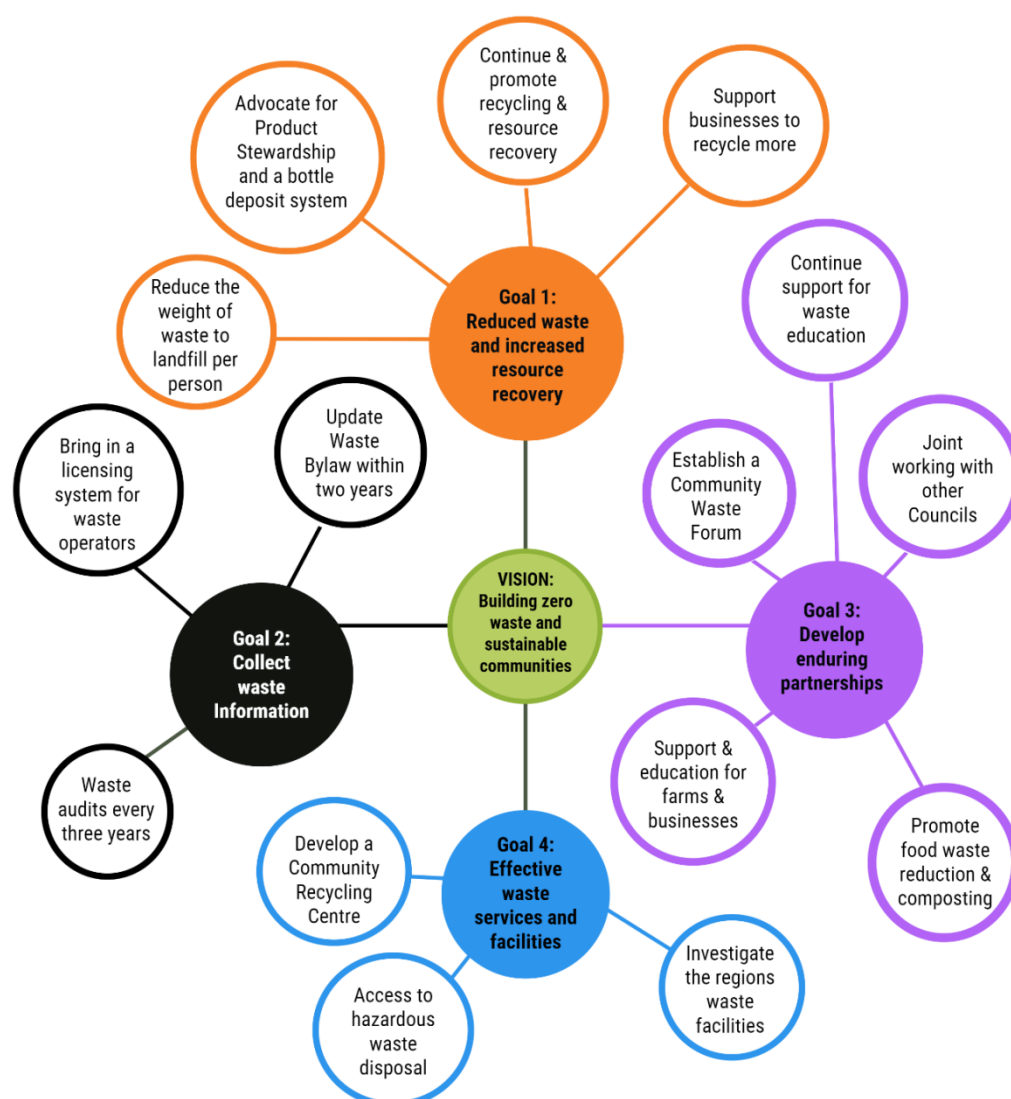 Continue &
promote
recycling &
resource
recovery
Advocate for
Product
Stewardship
and a bottle
deposit system
Support
businesses to
recycle more
Reduce the
weight of
waste to
landfill per
person
Goal 1:
Reduced waste
and increased
resource
recovery
Continue
support for
waste
education
Bring in a
licensing
system for
waste
operators
Update
Waste
Bylaw within
two years
Establish a
Community
Waste
Forum
Joint
working with
other
Councils
VISION:
Building zero
waste and
sustainable
communities
Goal 2:
Collect
waste
Information
Goal 3:
Develop
enduring
partnerships
Waste
audits every
three years
Support &
education for
farms &
businesses
Promote
food waste
reduction &
composting
Develop a
Community
Recycling
Centre
Goal 4:
Effective
waste
services and
facilities
Access to
hazardous
waste
disposal
Investigate
the regions
waste
facilities